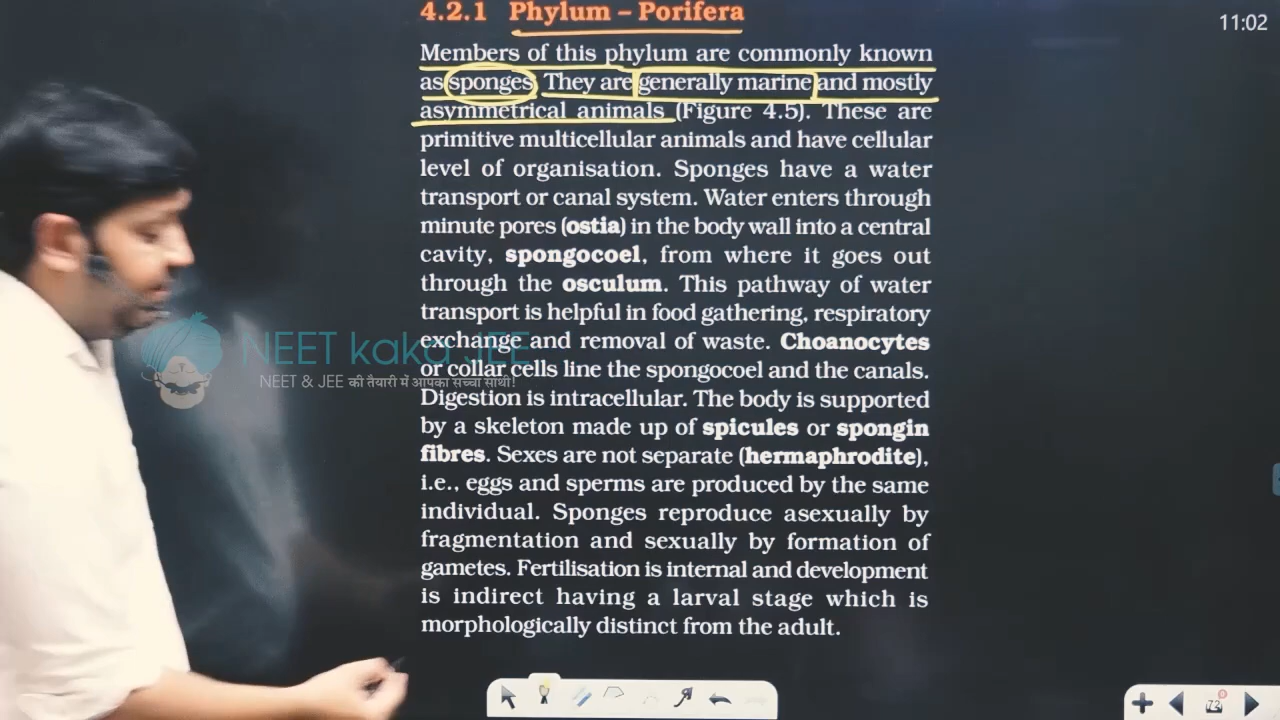 4.2.1 Phylum – Porifera
11:02
Members of this phylum are commonly known
as sponges. They are generally marine and mostly
asymmetrical animals (Figure 4.5). These are
primitive multicellular animals and have cellular
level of organisation. Sponges have a water
transport or canal system. Water enters through
minute pores (ostia) in the body wall into a central
cavity, spongocoel, from where it goes out
through the osculum. This pathway of water
transport is helpful in food gathering, respiratory
exchange and removal of waste. Choanocytes
or collar cells line the spongocoel and the canals.
Digestion is intracellular. The body is supported
by a skeleton made up of spicules or spongin
fibres. Sexes are not separate (hermaphrodite),
i.e., eggs and sperms are produced by the same
individual. Sponges reproduce asexually by
fragmentation and sexually by formation of
gametes. Fertilisation is internal and development
is indirect having a larval stage which is
morphologically distinct from the adult.
NEET kaka JEE
NEET & JEE की तैयारी में आपका सच्चा साथी!
72